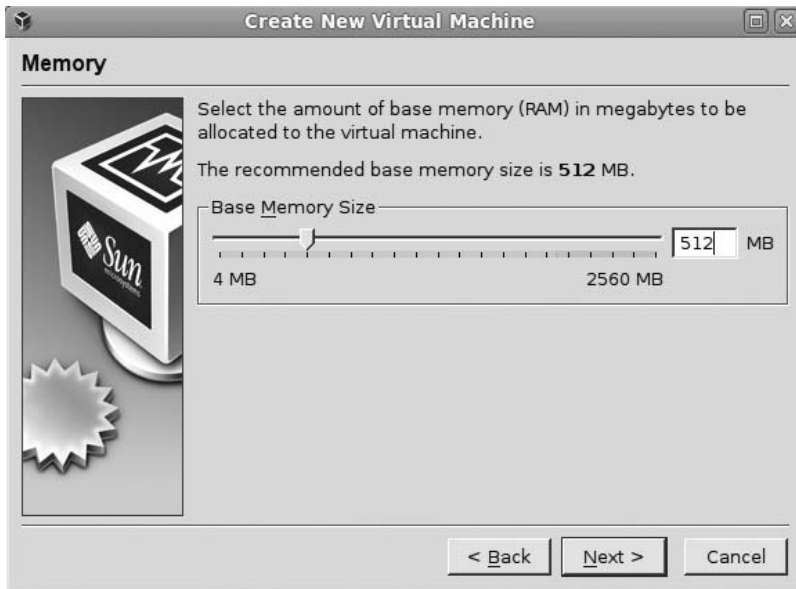 Create New Virtual Machine
Memory
Select the amount of base memory (RAM) in megabytes to be
allocated to the virtual machine.
The recommended base memory size is 512 MB.
Base Memory Size
512 MB
4 MB 2560 MB
Sun
microsystems
< Back Next > Cancel